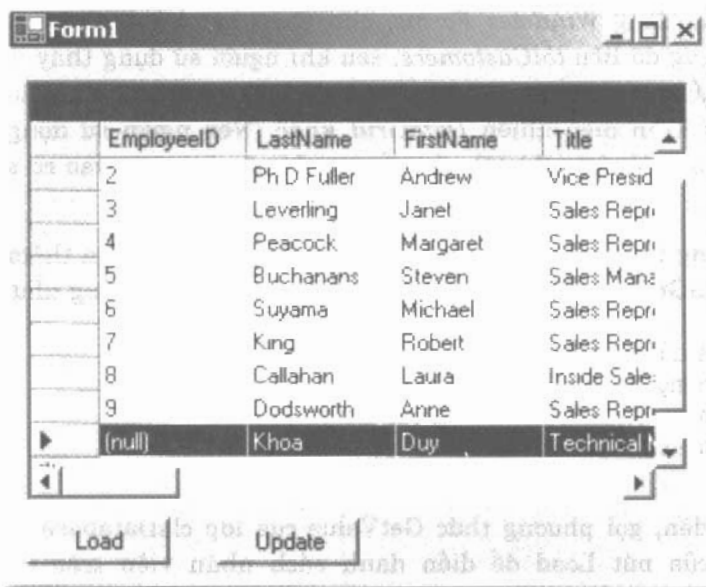 Form1
EmployeeID LastName FirstName Title
2 Ph D Fuller Andrew Vice Presid
3 Leverling Janet Sales Repr
4 Peacock Margaret Sales Repr
5 Buchanans Steven Sales Mana
6 Suyama Michael Sales Repr
7 King Robert Sales Repr
8 Callahan Laura Inside Sale
9 Dodsworth Anne Sales Repr
(null) Khoa Duy Technical
Load Update